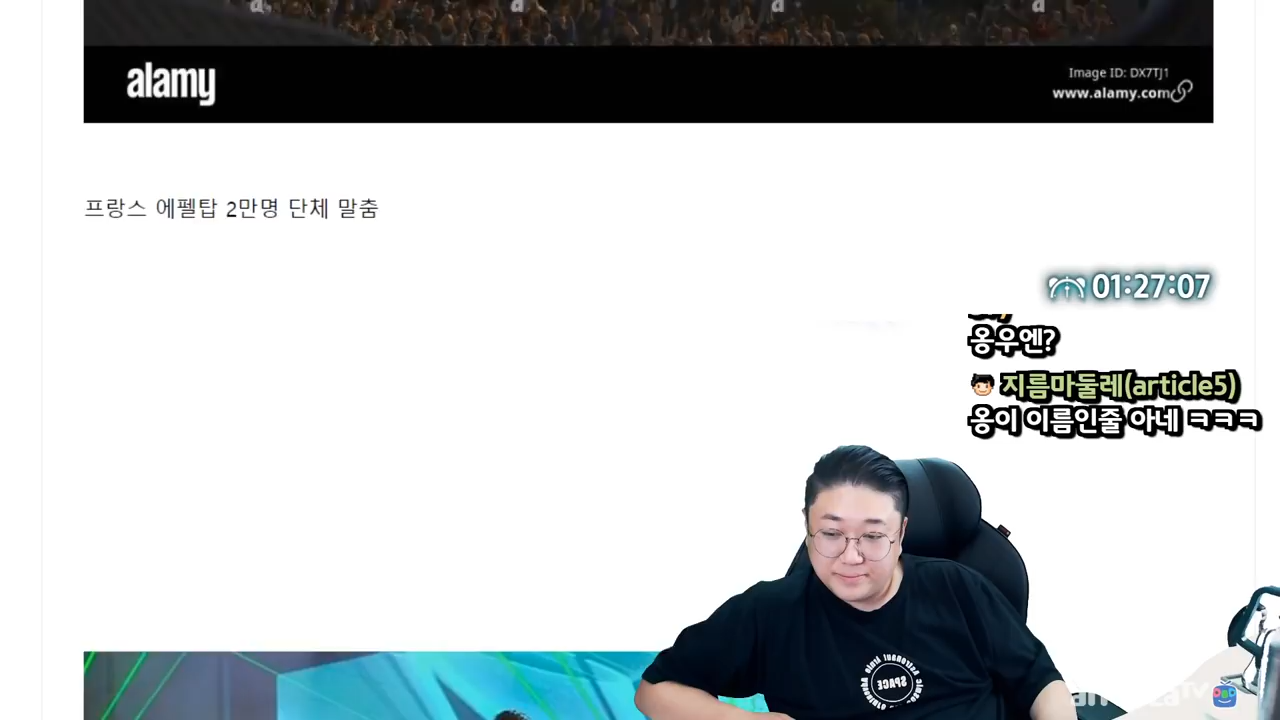 a a a a
alamy
Image ID: DX7TJ1
www.alamy.com
프랑스 에펠탑 2만명 단체 말춤
01:27:07
옹우엔?
지름마둘레(article5)
옹이 이름인줄 아네 ㅋㅋㅋ
SPACE